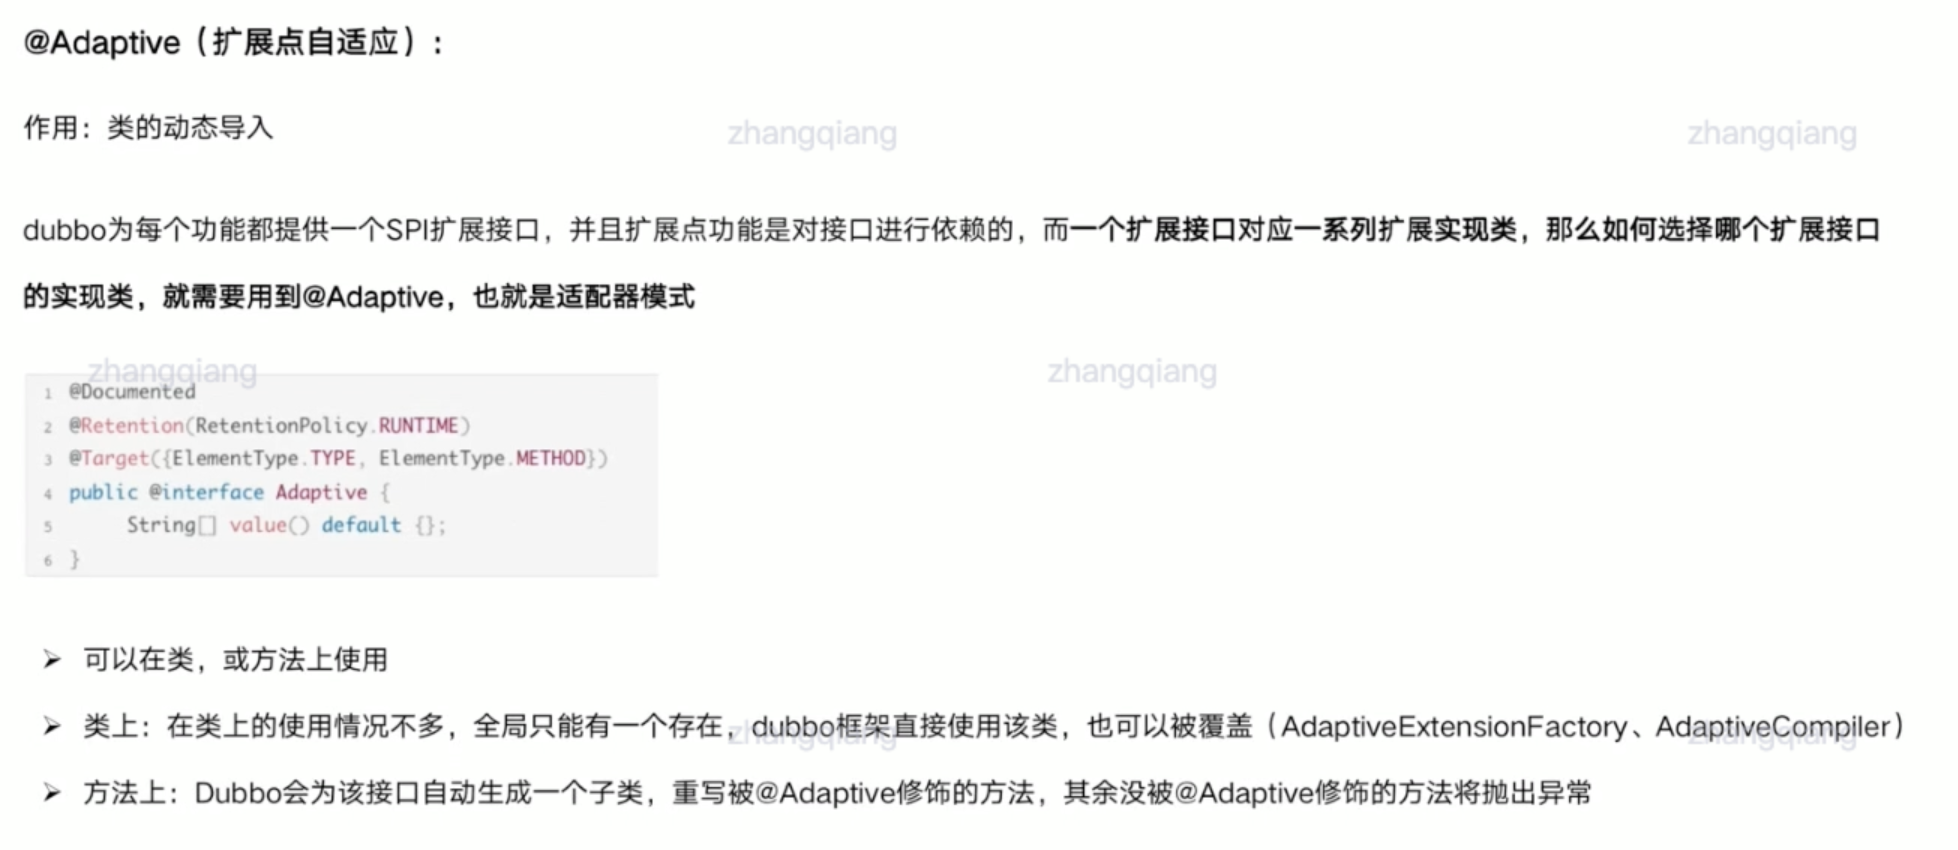 @Adaptive（扩展点自适应）：
作用：类的动态导入
zhangqiang
zhangqiang
dubbo为每个功能都提供一个SPI扩展接口，并且扩展点功能是对接口进行依赖的，而一个扩展接口对应一系列扩展实现类，那么如何选择哪个扩展接口
的实现类，就需要用到@Adaptive，也就是适配器模式
zhangqiang
zhangqiang
1 @Documented
2 @Retention(RetentionPolicy.RUNTIME)
3 @Target({ElementType.TYPE, ElementType.METHOD})
4 public @interface Adaptive {
5 String[] value() default {};
6 }
➢ 可以在类，或方法上使用
➢ 类上：在类上的使用情况不多，全局只能有一个存在，dubbo框架直接使用该类，也可以被覆盖（AdaptiveExtensionFactory、AdaptiveCompiler）
zhangqiang
zhangqiang
➢ 方法上：Dubbo会为该接口自动生成一个子类，重写被@Adaptive修饰的方法，其余没被@Adaptive修饰的方法将抛出异常